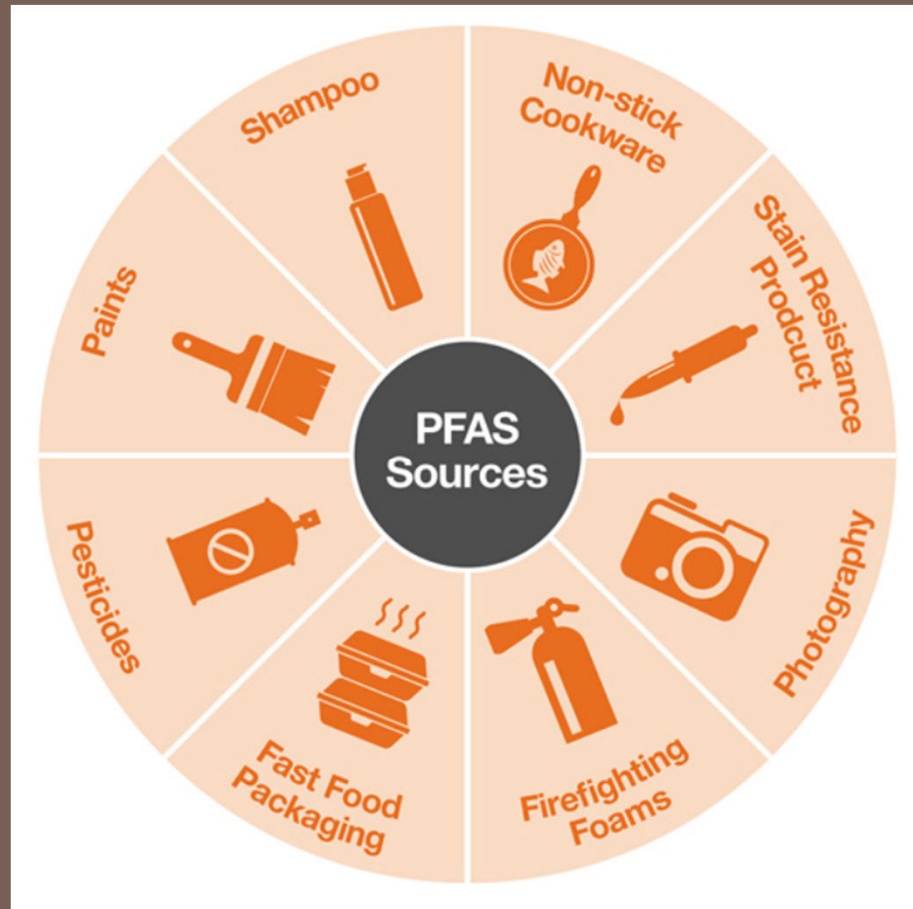 PFAS
Sources
Non-stick
Cookware
Stain Resistance
Prodcuct
Photography
Firefighting
Foams
Fast Food
Packaging
Pesticides
Paints
Shampoo